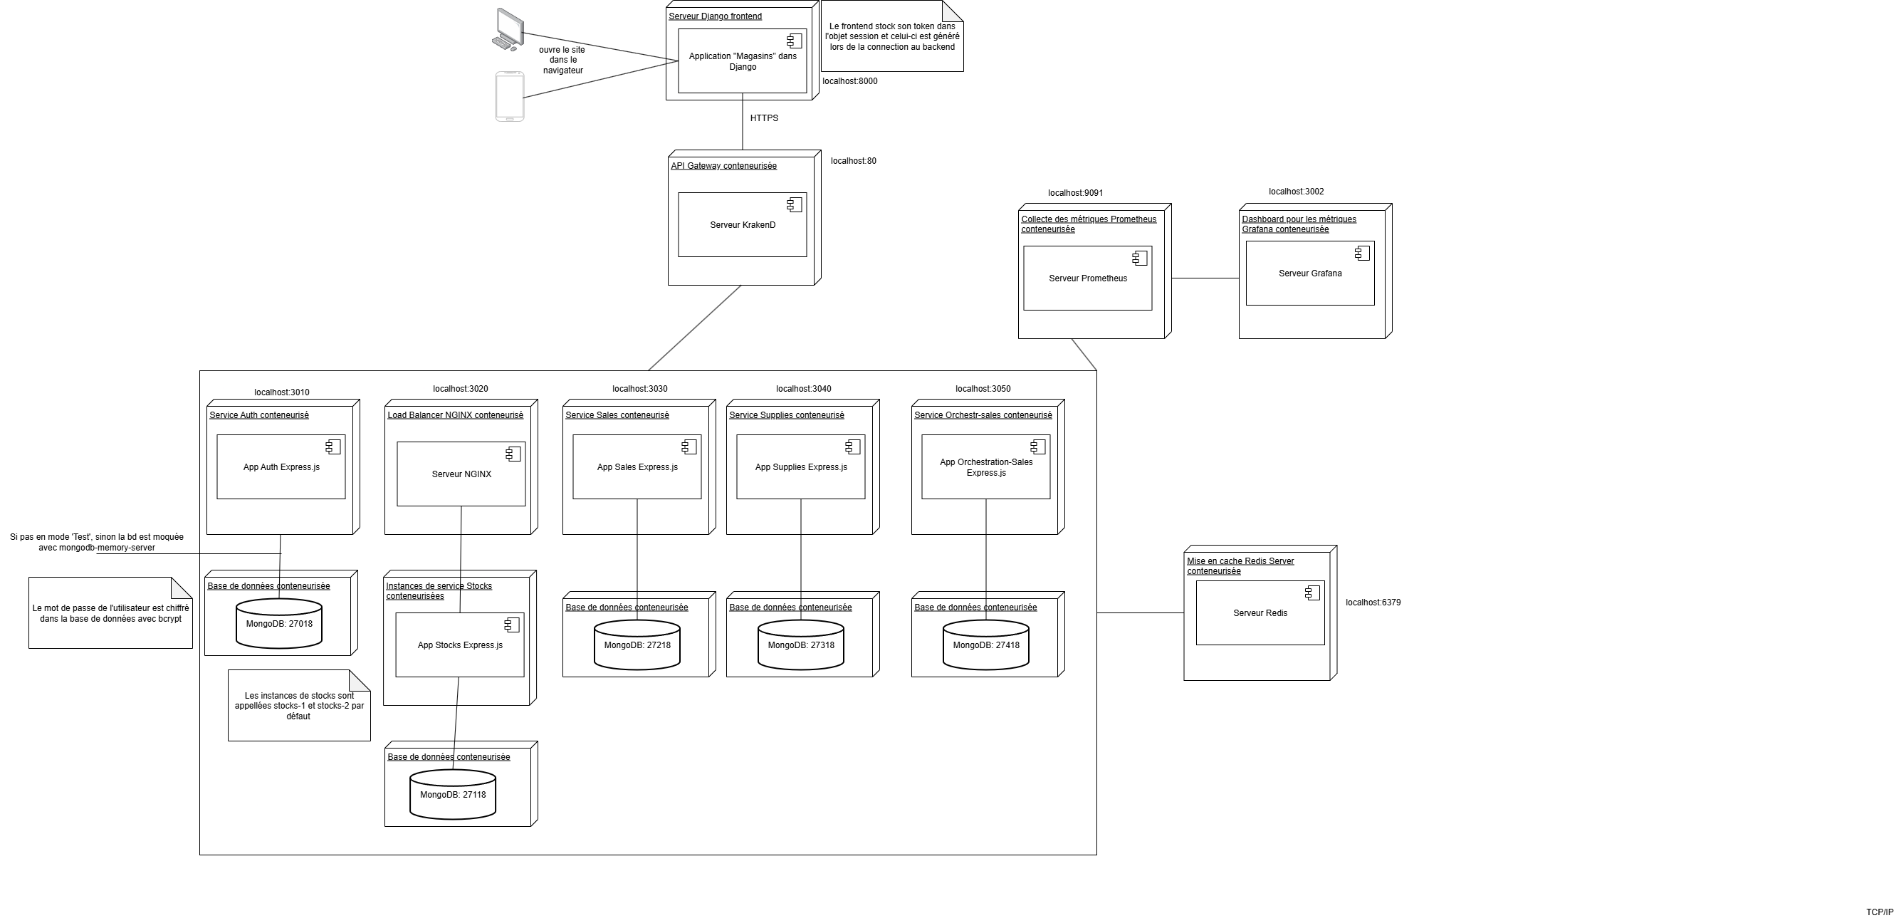 Serveur Django frontend
Application "Magasins" dans
Django
Le frontend stock son token dans
l'objet session et celui-ci est généré
lors de la connection au backend
localhost:8000
ouvre le site
dans le
navigateur
HTTPS
API Gateway conteneurisée
localhost:80
Serveur KrakenD
localhost:9091
Collecte des métriques Prometheus
conteneurisée
Serveur Prometheus
localhost:3002
Dashboard pour les métriques
Grafana conteneurisée
Serveur Grafana
localhost:3010
Service Auth conteneurisé
App Auth Express.js
localhost:3020
Load Balancer NGINX conteneurisé
Serveur NGINX
localhost:3030
Service Sales conteneurisé
App Sales Express.js
localhost:3040
Service Supplies conteneurisé
App Supplies Express.js
localhost:3050
Service Orchestr-sales conteneurisé
App Orchestration-Sales
Express.js
Si pas en mode 'Test', sinon la bd est moquée
avec mongodb-memory-server
Le mot de passe de l'utilisateur est chiffré
dans la base de données avec bcrypt
Base de données conteneurisée
MongoDB: 27018
Instances de service Stocks
conteneurisées
App Stocks Express.js
Base de données conteneurisée
MongoDB: 27218
Base de données conteneurisée
MongoDB: 27318
Base de données conteneurisée
MongoDB: 27418
Mise en cache Redis Server
conteneurisée
Serveur Redis
localhost:6379
Les instances de stocks sont
appellées stocks-1 et stocks-2 par
défaut
Base de données conteneurisée
MongoDB: 27118
TCP/IP